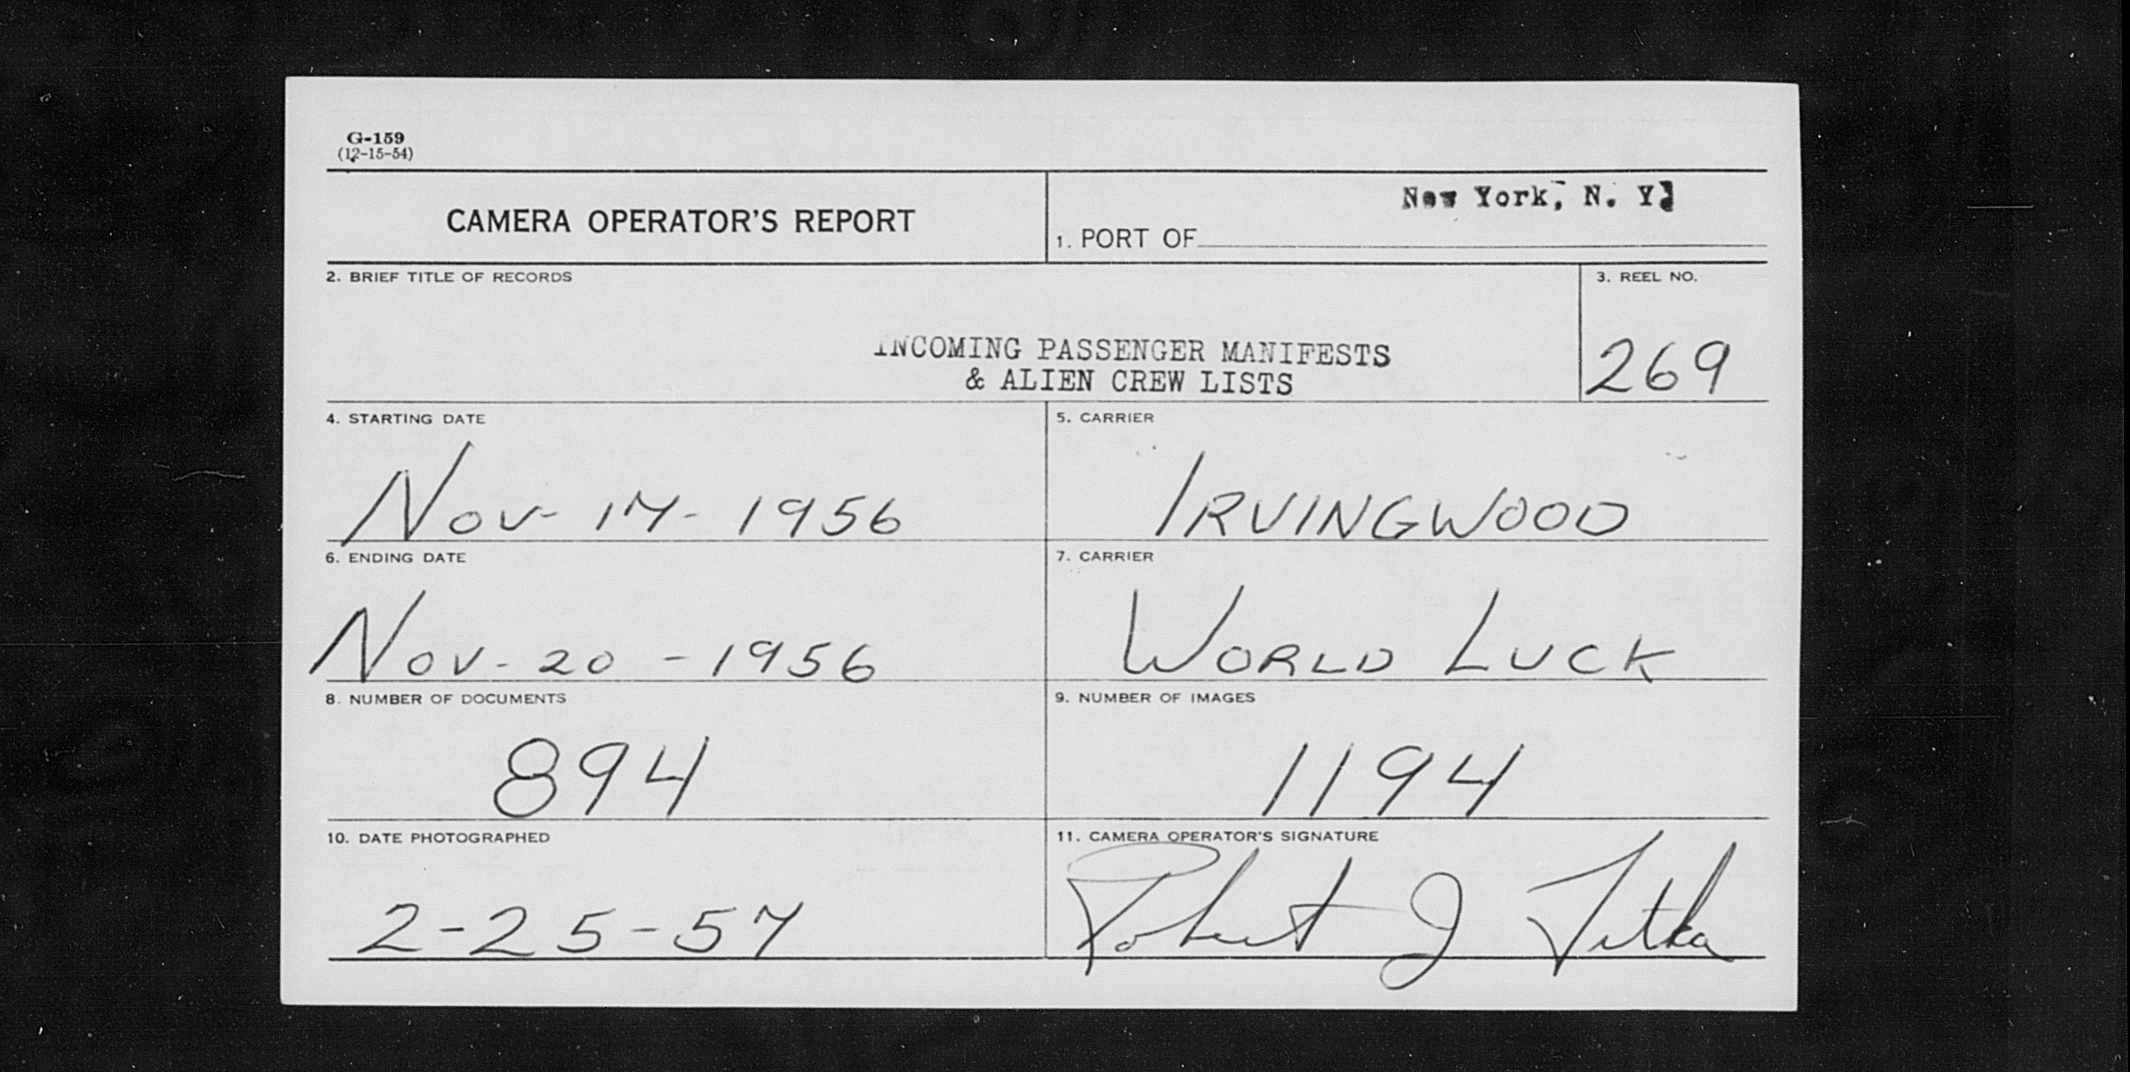 G-159
(12-15-54)
CAMERA OPERATOR'S REPORT
New York, N. Y.
1. PORT OF
2. BRIEF TITLE OF RECORDS
3. REEL NO.
INCOMING PASSENGER MANIFESTS
& ALIEN CREW LISTS
269
4. STARTING DATE
5. CARRIER
Nov- 17- 1956
IRVINGWOOD
6. ENDING DATE
7. CARRIER
Nov- 20 -1956
WORLD LUCK
8. NUMBER OF DOCUMENTS
9. NUMBER OF IMAGES
894
1194
10. DATE PHOTOGRAPHED
11. CAMERA OPERATOR'S SIGNATURE
2-25-57
Robert J